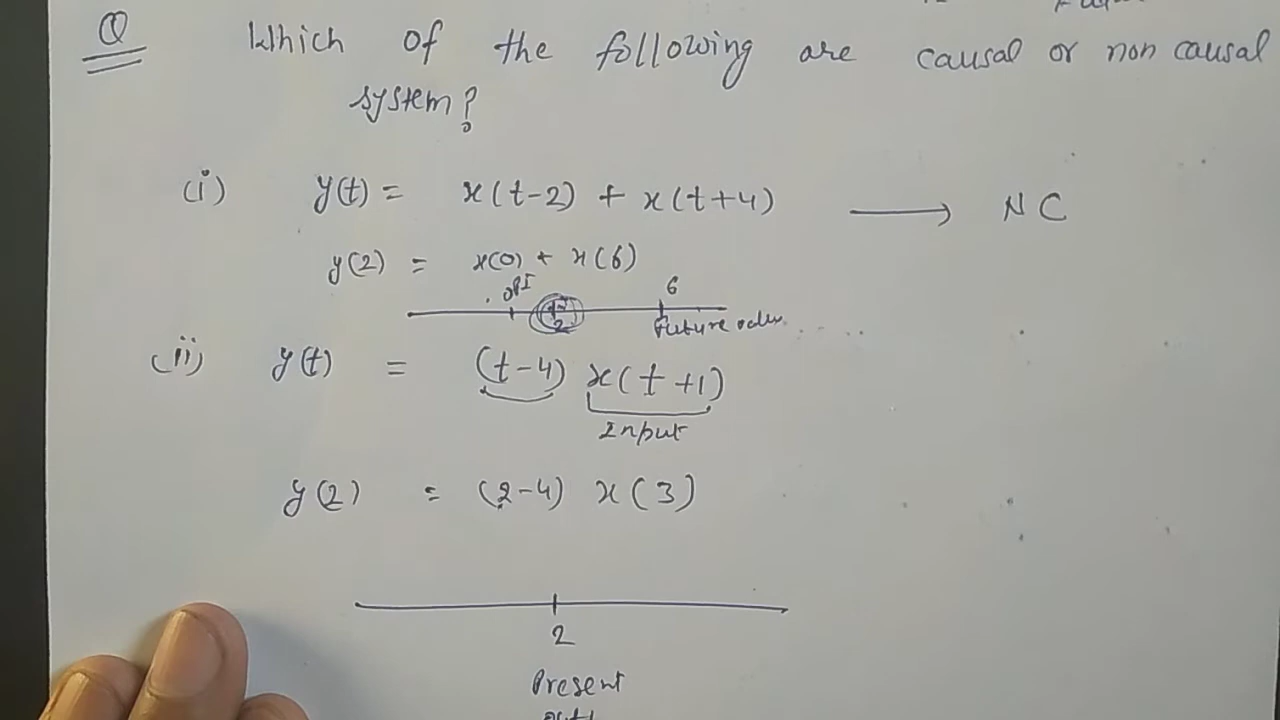 Q Which of the following are causal or non causal
system?
(i) y(t) = x(t-2) + x(t+4) → NC
y(2) = x(0) + x(6)
6
2
Future
(ii) y(t) = (t-4) x(t+1)
Input
y(2) = (2-4) x(3)
2
Present